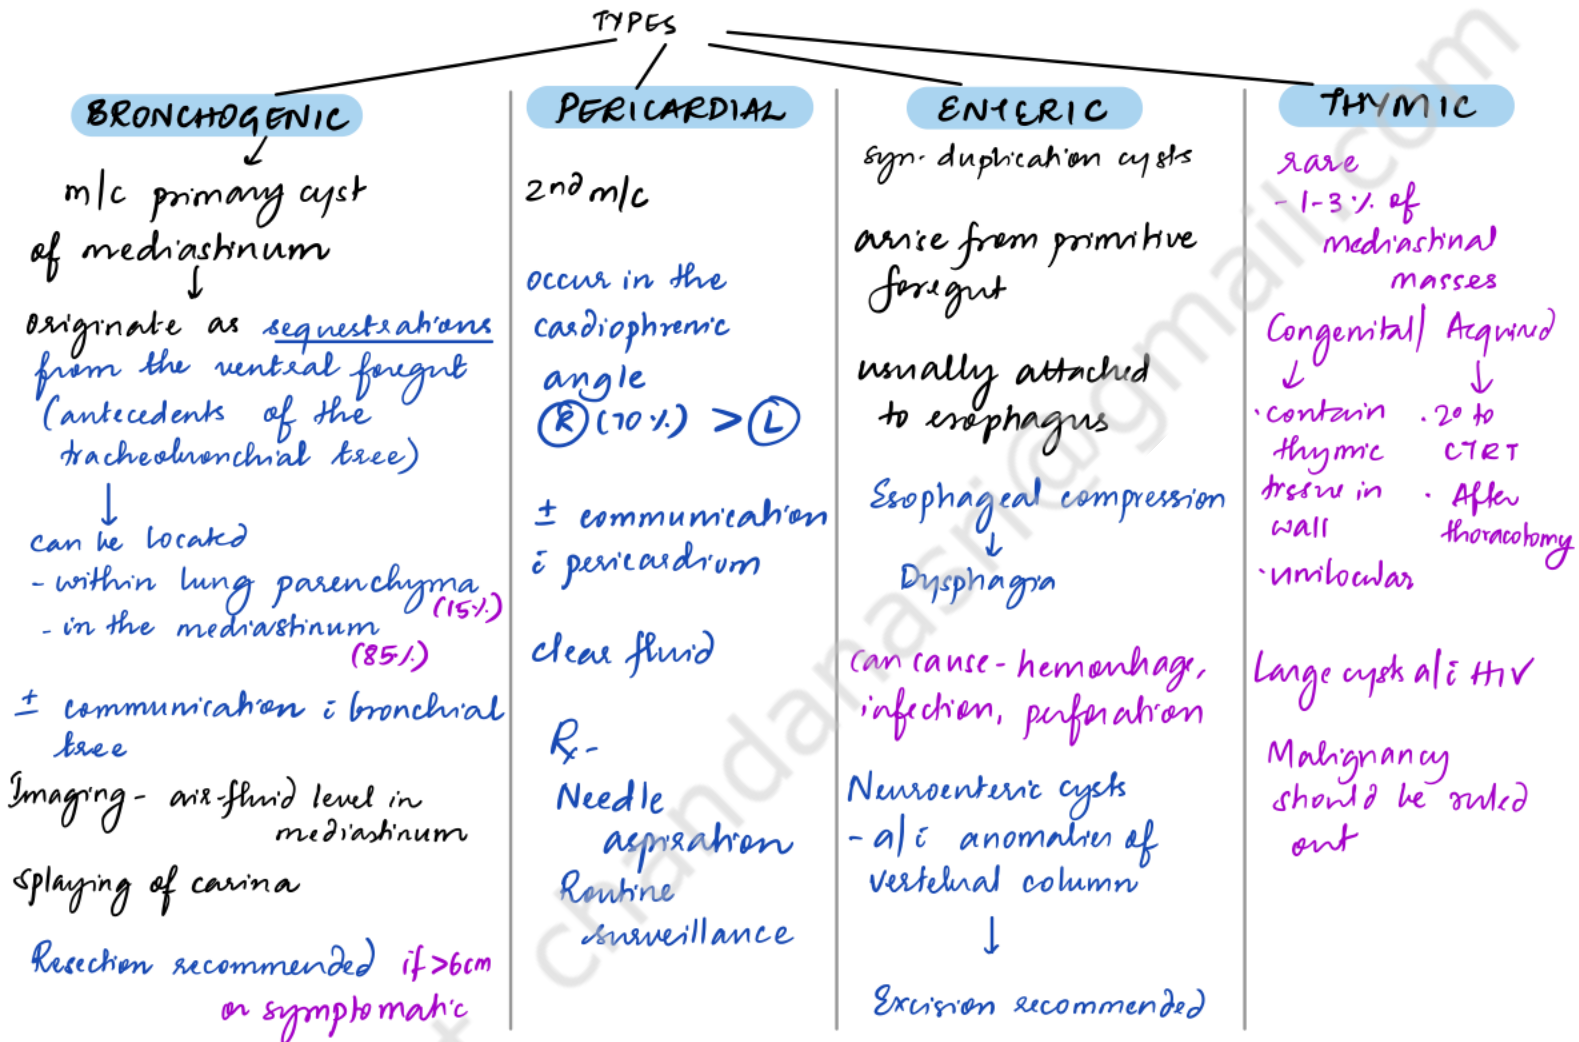 TYPES
BRONCHOGENIC
m/c primary cyst
of mediastinum
originate as sequestrations
from the ventral foregut
(antecedents of the
tracheobronchial tree)
can be located
- within lung parenchyma
(15%)
- in the mediastinum
(85%)
± communication c̄ bronchial
tree
Imaging - air-fluid level in
mediastinum
splaying of carina
Resection recommended if >6cm
or symptomatic
PERICARDIAL
2nd m/c
occur in the
cardiophrenic
angle
R (70%) > L
± communication
c̄ pericardium
clear fluid
Rx -
Needle
aspiration
Routine
surveillance
ENTERIC
syn. duplication cysts
arise from primitive
foregut
usually attached
to esophagus
Esophageal compression
↓
Dysphagia
can cause - hemorrhage,
infection, perforation
Neuroenteric cysts
- a/c̄ anomalies of
vertebral column
↓
Excision recommended
THYMIC
rare
- 1-3% of
mediastinal
masses
Congenital/ Acquired
· contain
thymic
tissue in
wall
· unilocular
· 2° to
CTRT
· After
thoracotomy
Large cysts a/c̄ HIV
Malignancy
should be ruled
out
chandanasri@gmail.com